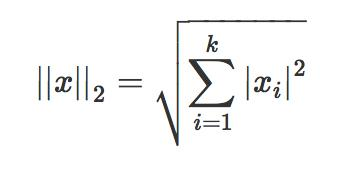 ||x||₂ = √(∑ᵢ₌₁ᵏ |xᵢ|²)